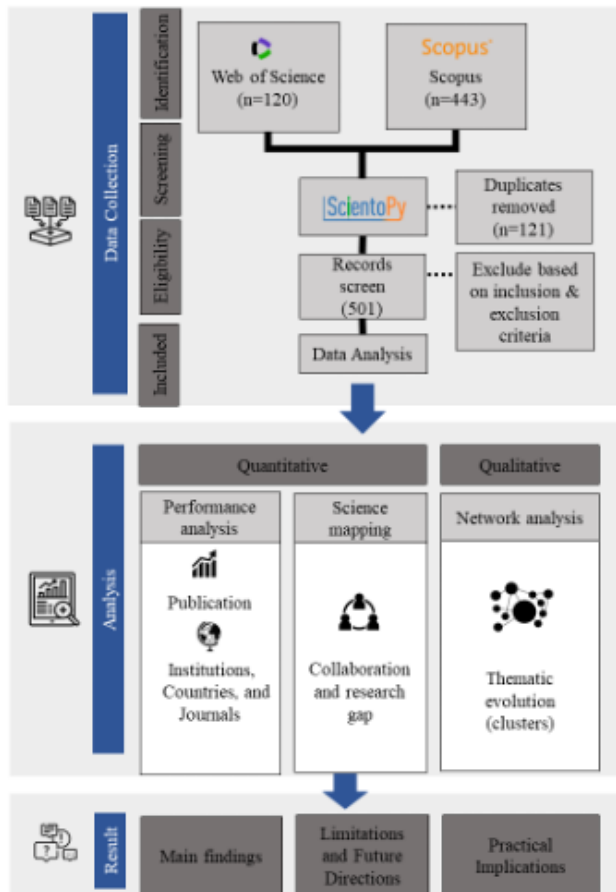 Data Collection
Identification
Screening
Eligibility
Included
Web of Science
(n=120)
Scopus
Scopus
(n=443)
ScientoPy
Duplicates
removed
(n=121)
Records
screen
(501)
Exclude based
on inclusion &
exclusion
criteria
Data Analysis
Analysis
Quantitative
Qualitative
Performance
analysis
Science
mapping
Network analysis
Publication
Institutions,
Countries, and
Journals
Collaboration
and research
gap
Thematic
evolution
(clusters)
Result
Main findings
Limitations
and Future
Directions
Practical
Implications